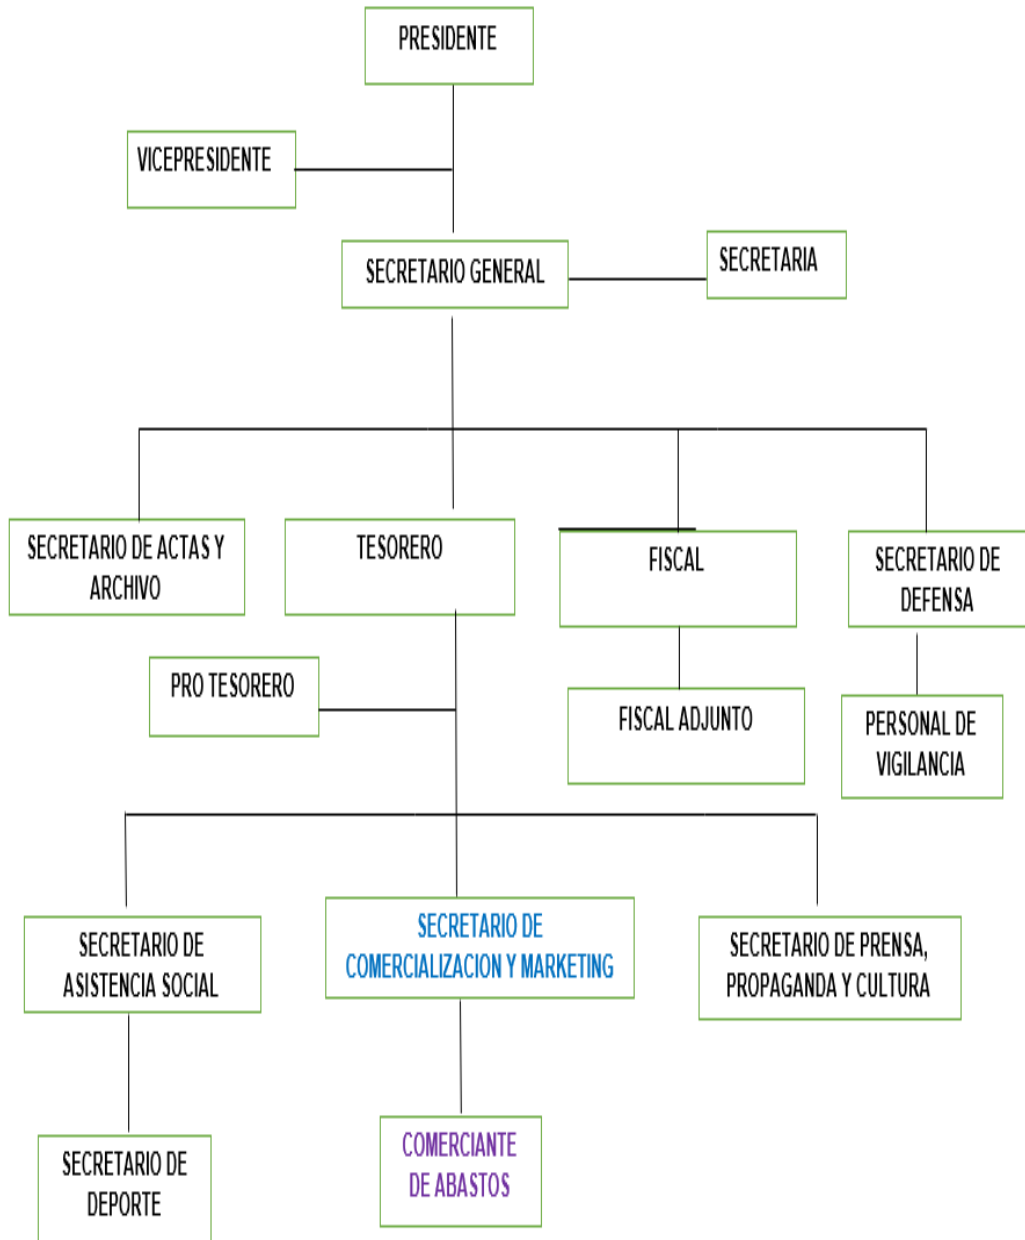 PRESIDENTE
VICEPRESIDENTE
SECRETARIO GENERAL
SECRETARIA
SECRETARIO DE ACTAS Y
ARCHIVO
TESORERO
FISCAL
SECRETARIO DE
DEFENSA
PRO TESORERO
FISCAL ADJUNTO
PERSONAL DE
VIGILANCIA
SECRETARIO DE
ASISTENCIA SOCIAL
SECRETARIO DE
COMERCIALIZACION Y MARKETING
SECRETARIO DE PRENSA,
PROPAGANDA Y CULTURA
SECRETARIO DE
DEPORTE
COMERCIANTE
DE ABASTOS